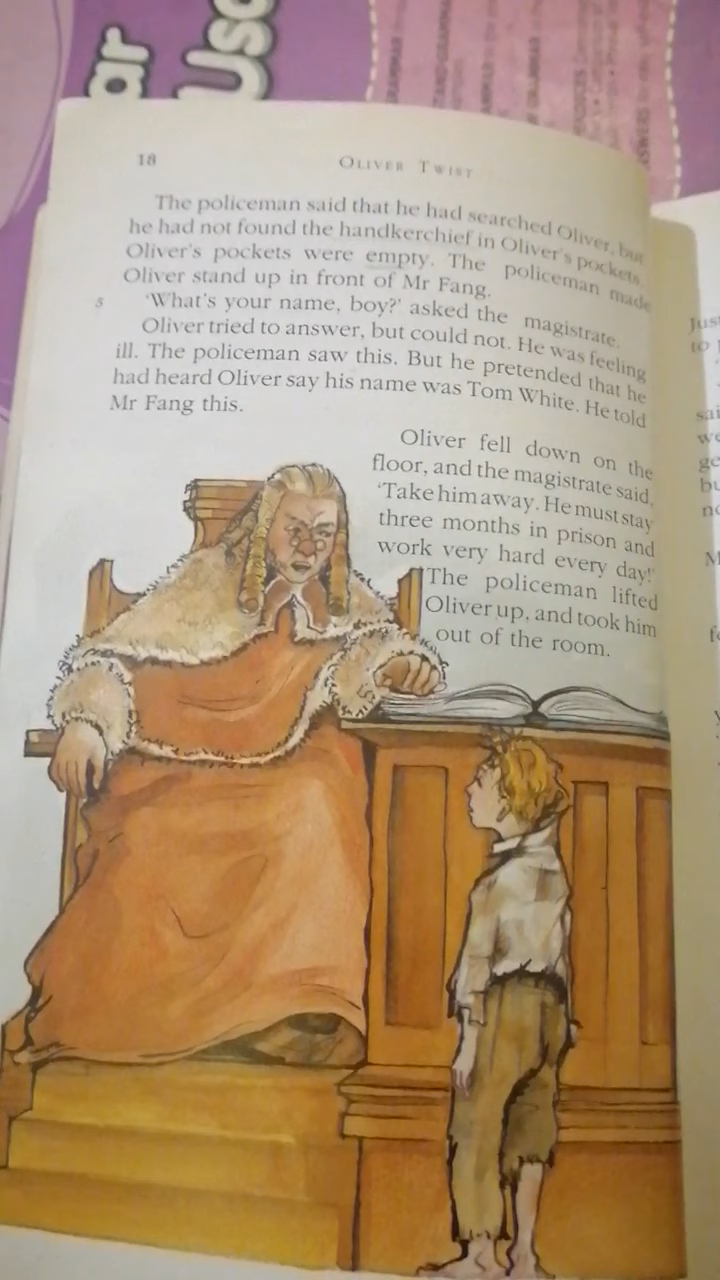 ar
Use
18
OLIVER TWIST
The policeman said that he had searched Oliver, but
he had not found the handkerchief in Oliver's pockets.
Oliver's pockets were empty. The policeman made
Oliver stand up in front of Mr Fang.
5 'What's your name, boy?' asked the magistrate.
Oliver tried to answer, but could not. He was feeling
ill. The policeman saw this. But he pretended that he
had heard Oliver say his name was Tom White. He told
Mr Fang this.
Oliver fell down on the
floor, and the magistrate said,
'Take him away. He must stay
three months in prison and
work very hard every day!'
The policeman lifted
Oliver up, and took him
out of the room.